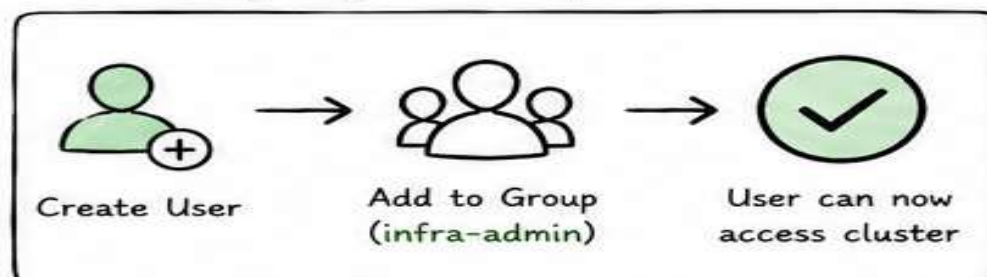 Create User
Add to Group
(infra-admin)
User can now
access cluster